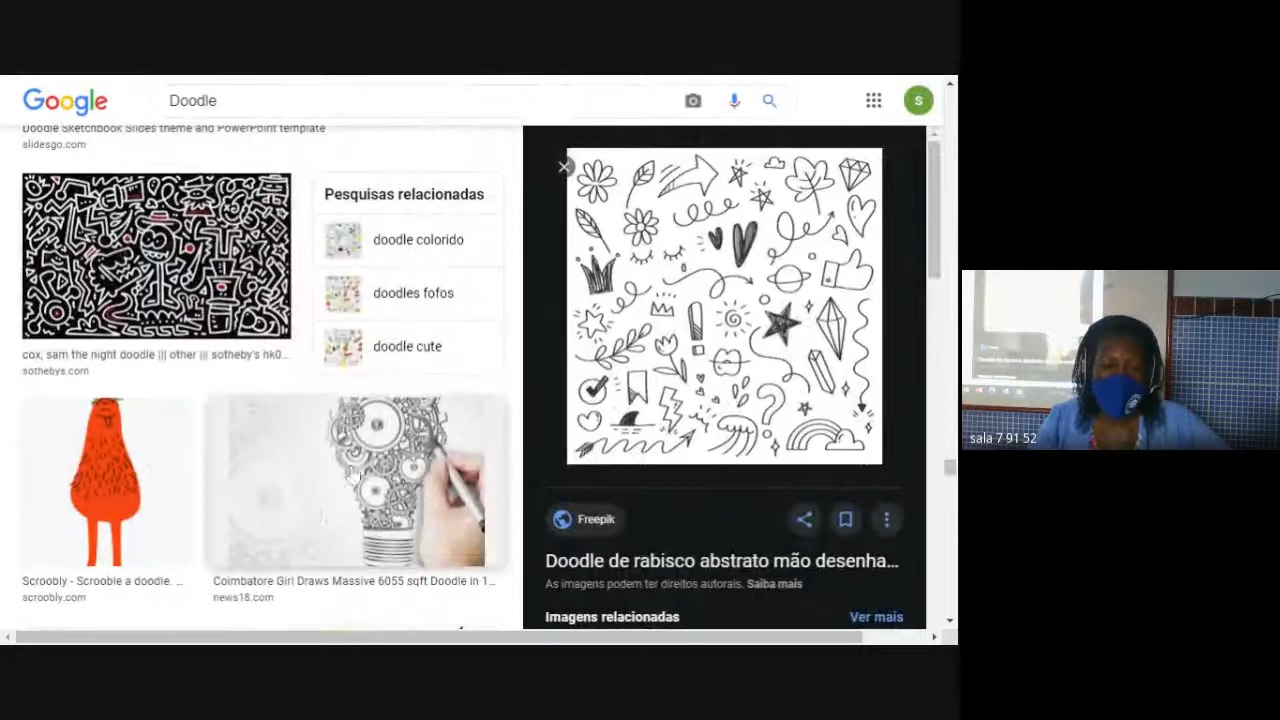 Google
Doodle
S
Doodle Sketchbook Slides theme and PowerPoint template
slidesgo.com
Pesquisas relacionadas
doodle colorido
doodles fofos
doodle cute
cox, sam the night doodle ||| other ||| sotheby's hk0...
sothebys.com
Scroobly - Scrooble a doodle. ...
scroobly.com
Coimbatore Girl Draws Massive 6055 sqft Doodle in 1...
news18.com
Freepik
Doodle de rabisco abstrato mão desenha...
As imagens podem ter direitos autorais. Saiba mais
Imagens relacionadas
Ver mais
sala 7 91 52